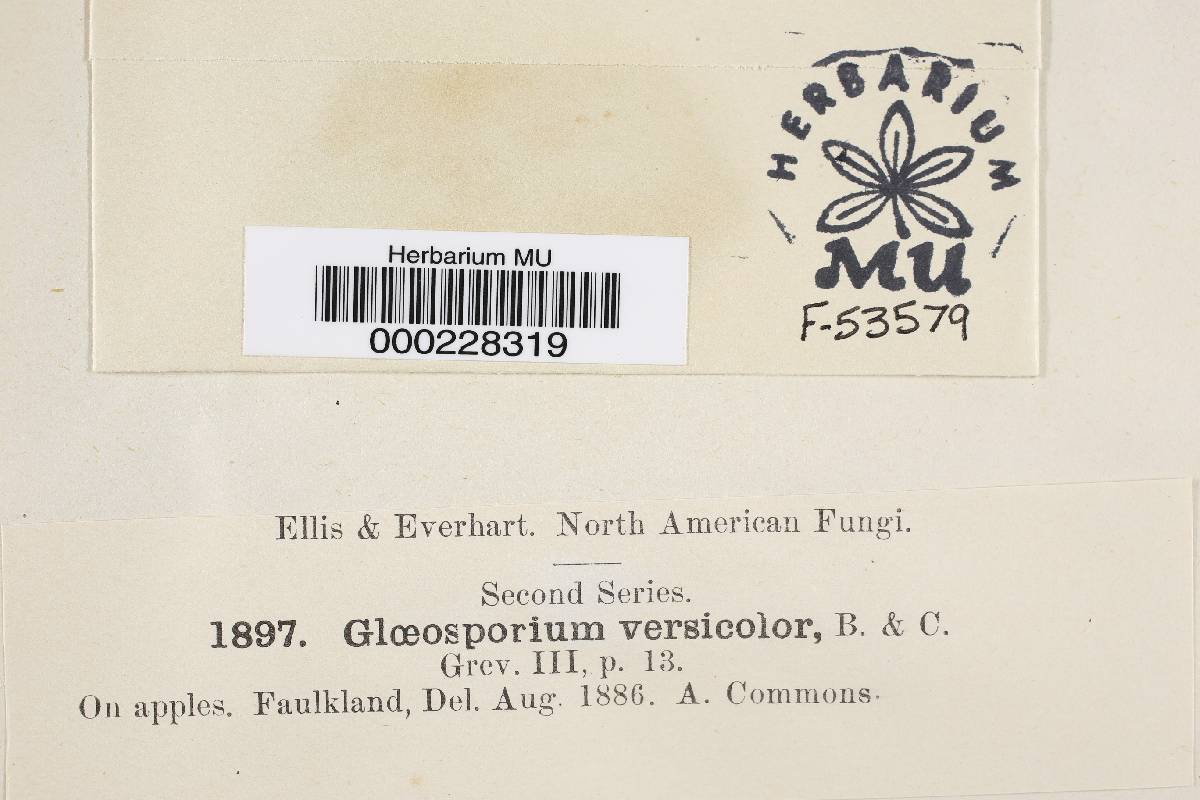 HERBARIUM
MU
F-53579
Herbarium MU
000228319
Ellis & Everhart. North American Fungi.
Second Series.
1897. Glœosporium versicolor, B. & C.
Grev. III, p. 13.
On apples. Faulkland, Del. Aug. 1886. A. Commons.